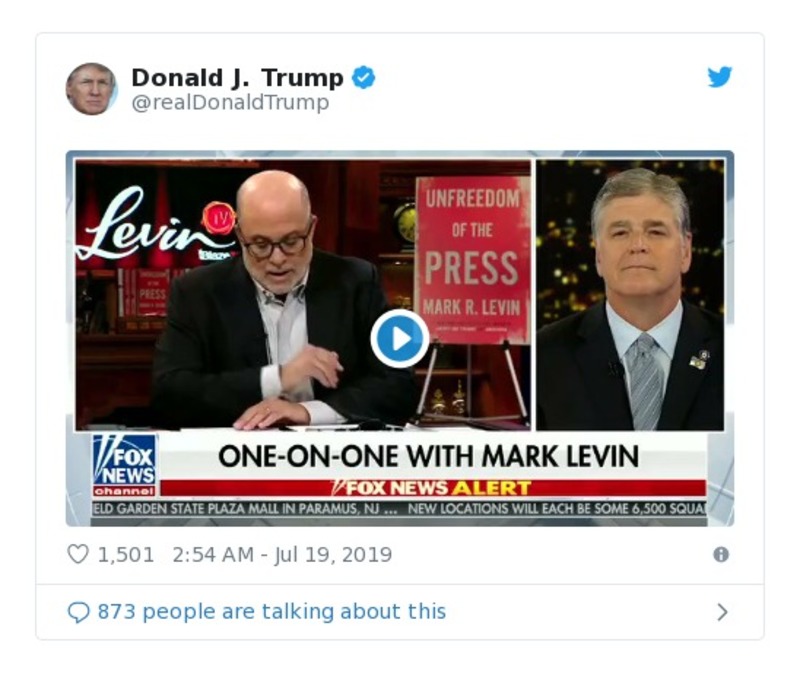 Donald J. Trump
@realDonaldTrump
Levin
TV
Blaze
PRESS
UNFREEDOM
OF THE
PRESS
MARK R. LEVIN
FOX
NEWS
channel
ONE-ON-ONE WITH MARK LEVIN
FOX NEWS ALERT
ELD GARDEN STATE PLAZA MALL IN PARAMUS, NJ ... NEW LOCATIONS WILL EACH BE SOME 6,500 SQUA
1,501 2:54 AM - Jul 19, 2019
873 people are talking about this